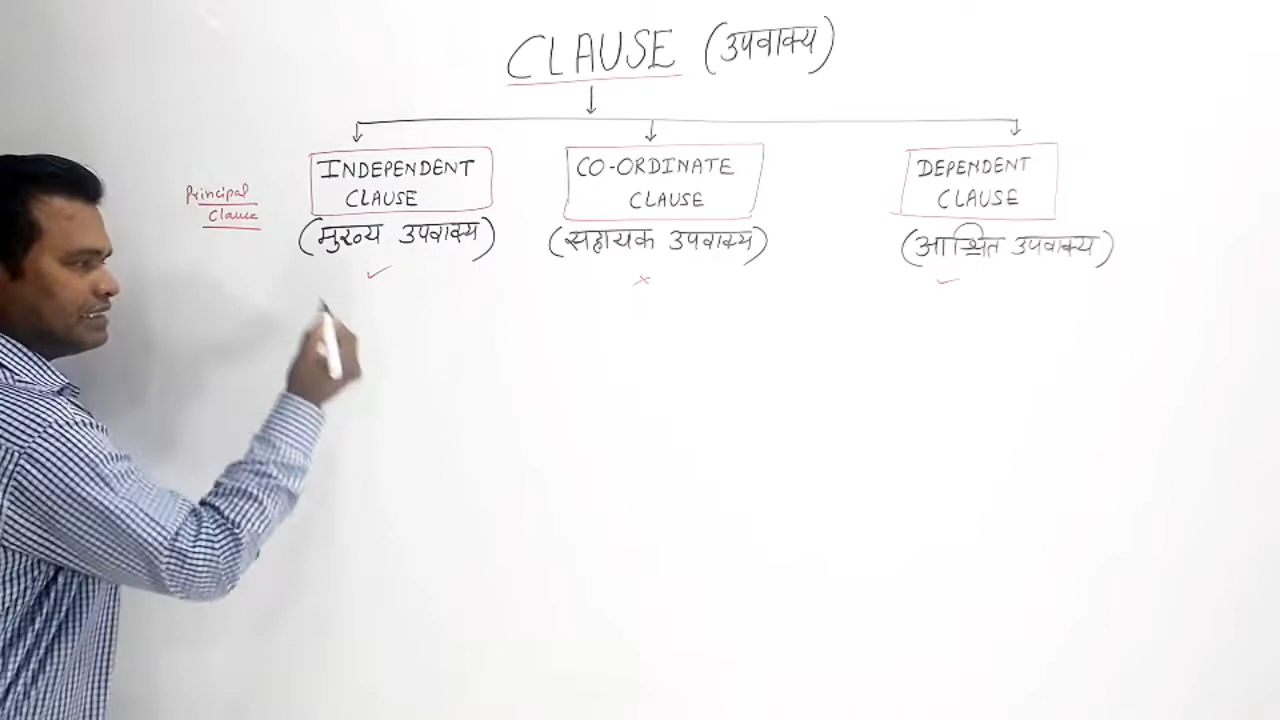 CLAUSE (उपवाक्य)
INDEPENDENT
CLAUSE
(मुख्य उपवाक्य)
Principal
Clause
CO-ORDINATE
CLAUSE
(सहायक उपवाक्य)
DEPENDENT
CLAUSE
(आश्रित उपवाक्य)